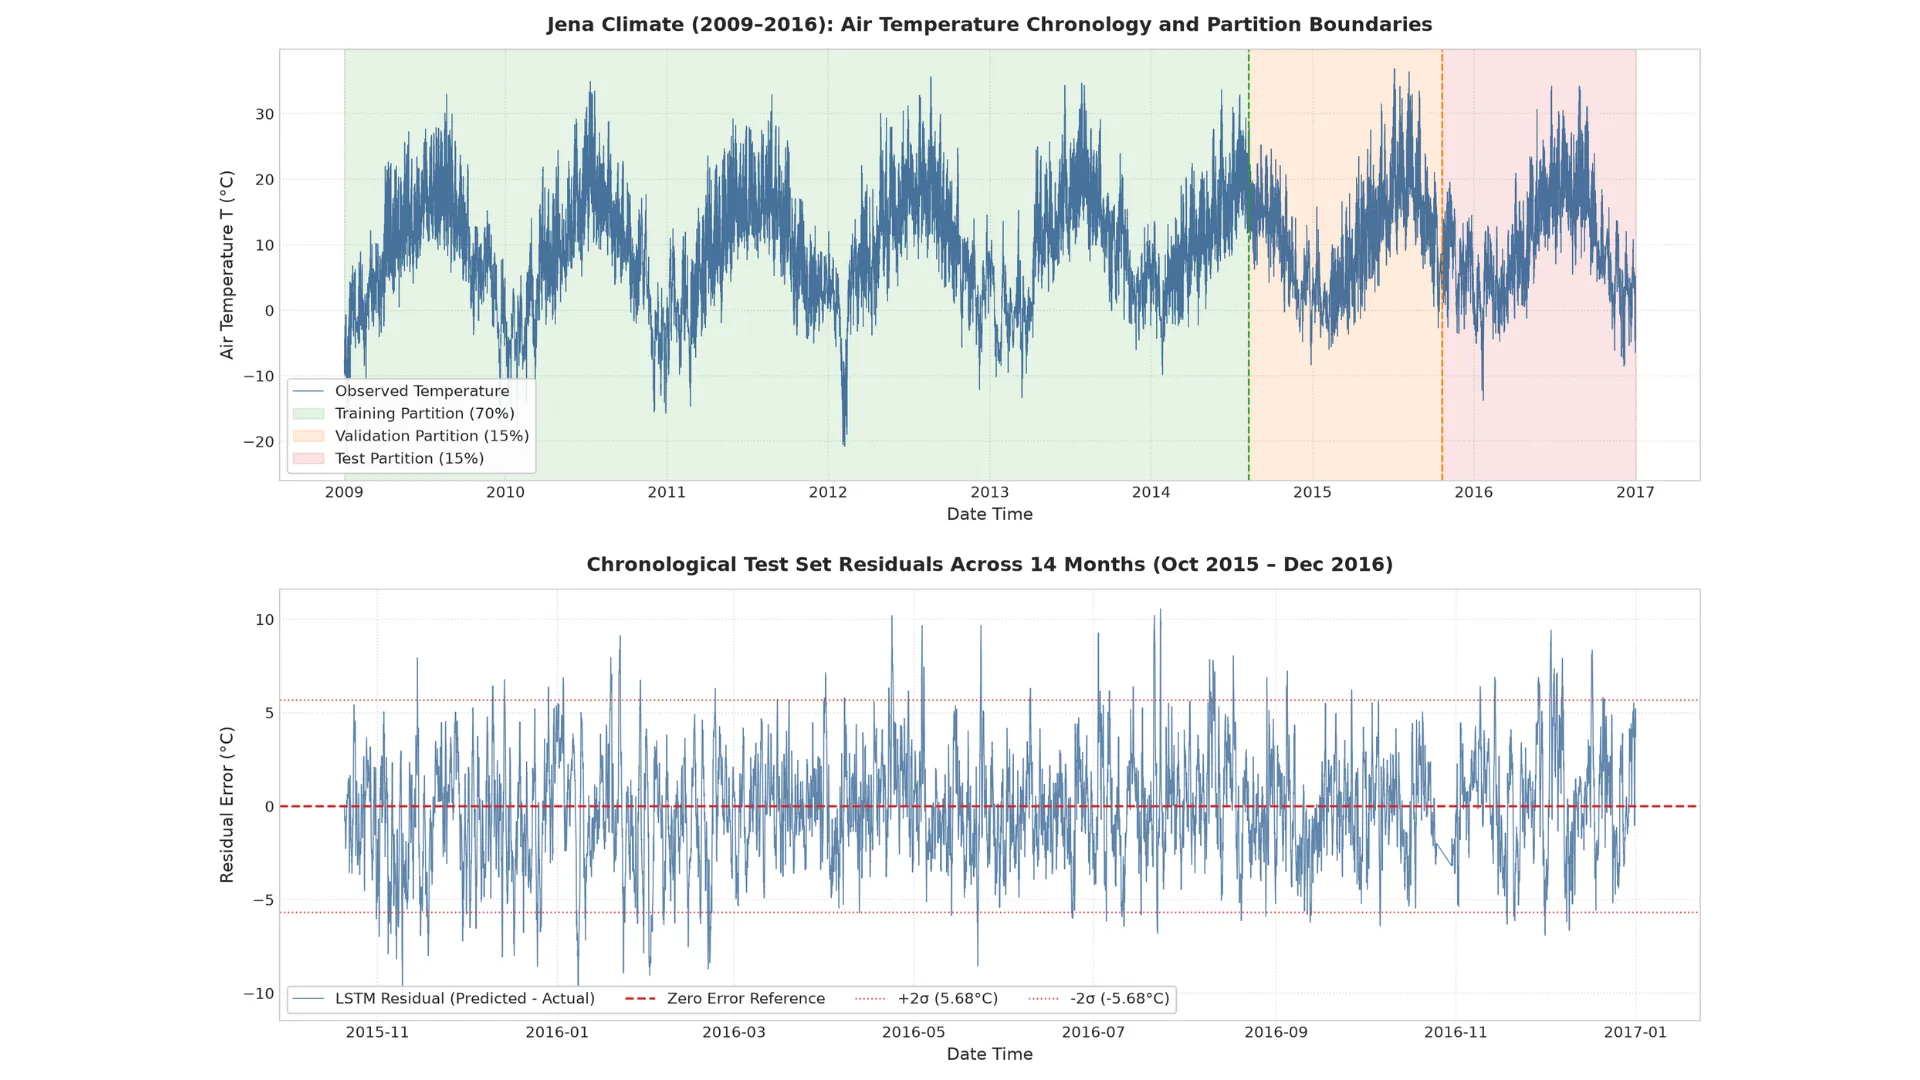 Jena Climate (2009–2016): Air Temperature Chronology and Partition Boundaries
Air Temperature T (°C)
30
20
10
0
−10
−20
Observed Temperature
Training Partition (70%)
Validation Partition (15%)
Test Partition (15%)
2009 2010 2011 2012 2013 2014 2015 2016 2017
Date Time
Chronological Test Set Residuals Across 14 Months (Oct 2015 – Dec 2016)
Residual Error (°C)
10
5
0
−5
−10
LSTM Residual (Predicted - Actual) Zero Error Reference +2σ (5.68°C) -2σ (-5.68°C)
2015-11 2016-01 2016-03 2016-05 2016-07 2016-09 2016-11 2017-01
Date Time